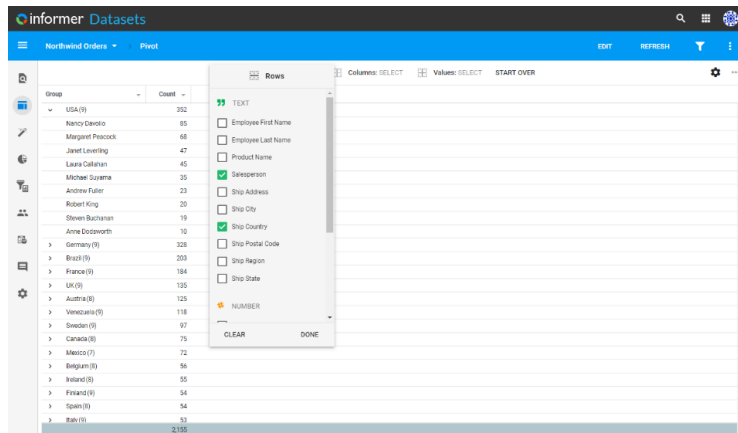 informer Datasets
Northwind Orders Pivot EDIT REFRESH
Rows Columns: SELECT Values: SELECT START OVER
Group Count
USA (9) 352
Nancy Davolio 85
Margaret Peacock 68
Janet Leverling 47
Laura Callahan 45
Michael Suyama 35
Andrew Fuller 23
Robert King 20
Steven Buchanan 19
Anne Dodsworth 10
Germany (9) 328
Brazil (9) 203
France (9) 184
UK (9) 135
Austria (8) 125
Venezuela (9) 118
Sweden (9) 97
Canada (8) 75
Mexico (7) 72
Belgium (8) 56
Ireland (8) 55
Finland (9) 54
Spain (8) 54
Italy (9) 53
2,155
TEXT
Employee First Name
Employee Last Name
Product Name
Salesperson
Ship Address
Ship City
Ship Country
Ship Postal Code
Ship Region
Ship State
NUMBER
CLEAR DONE